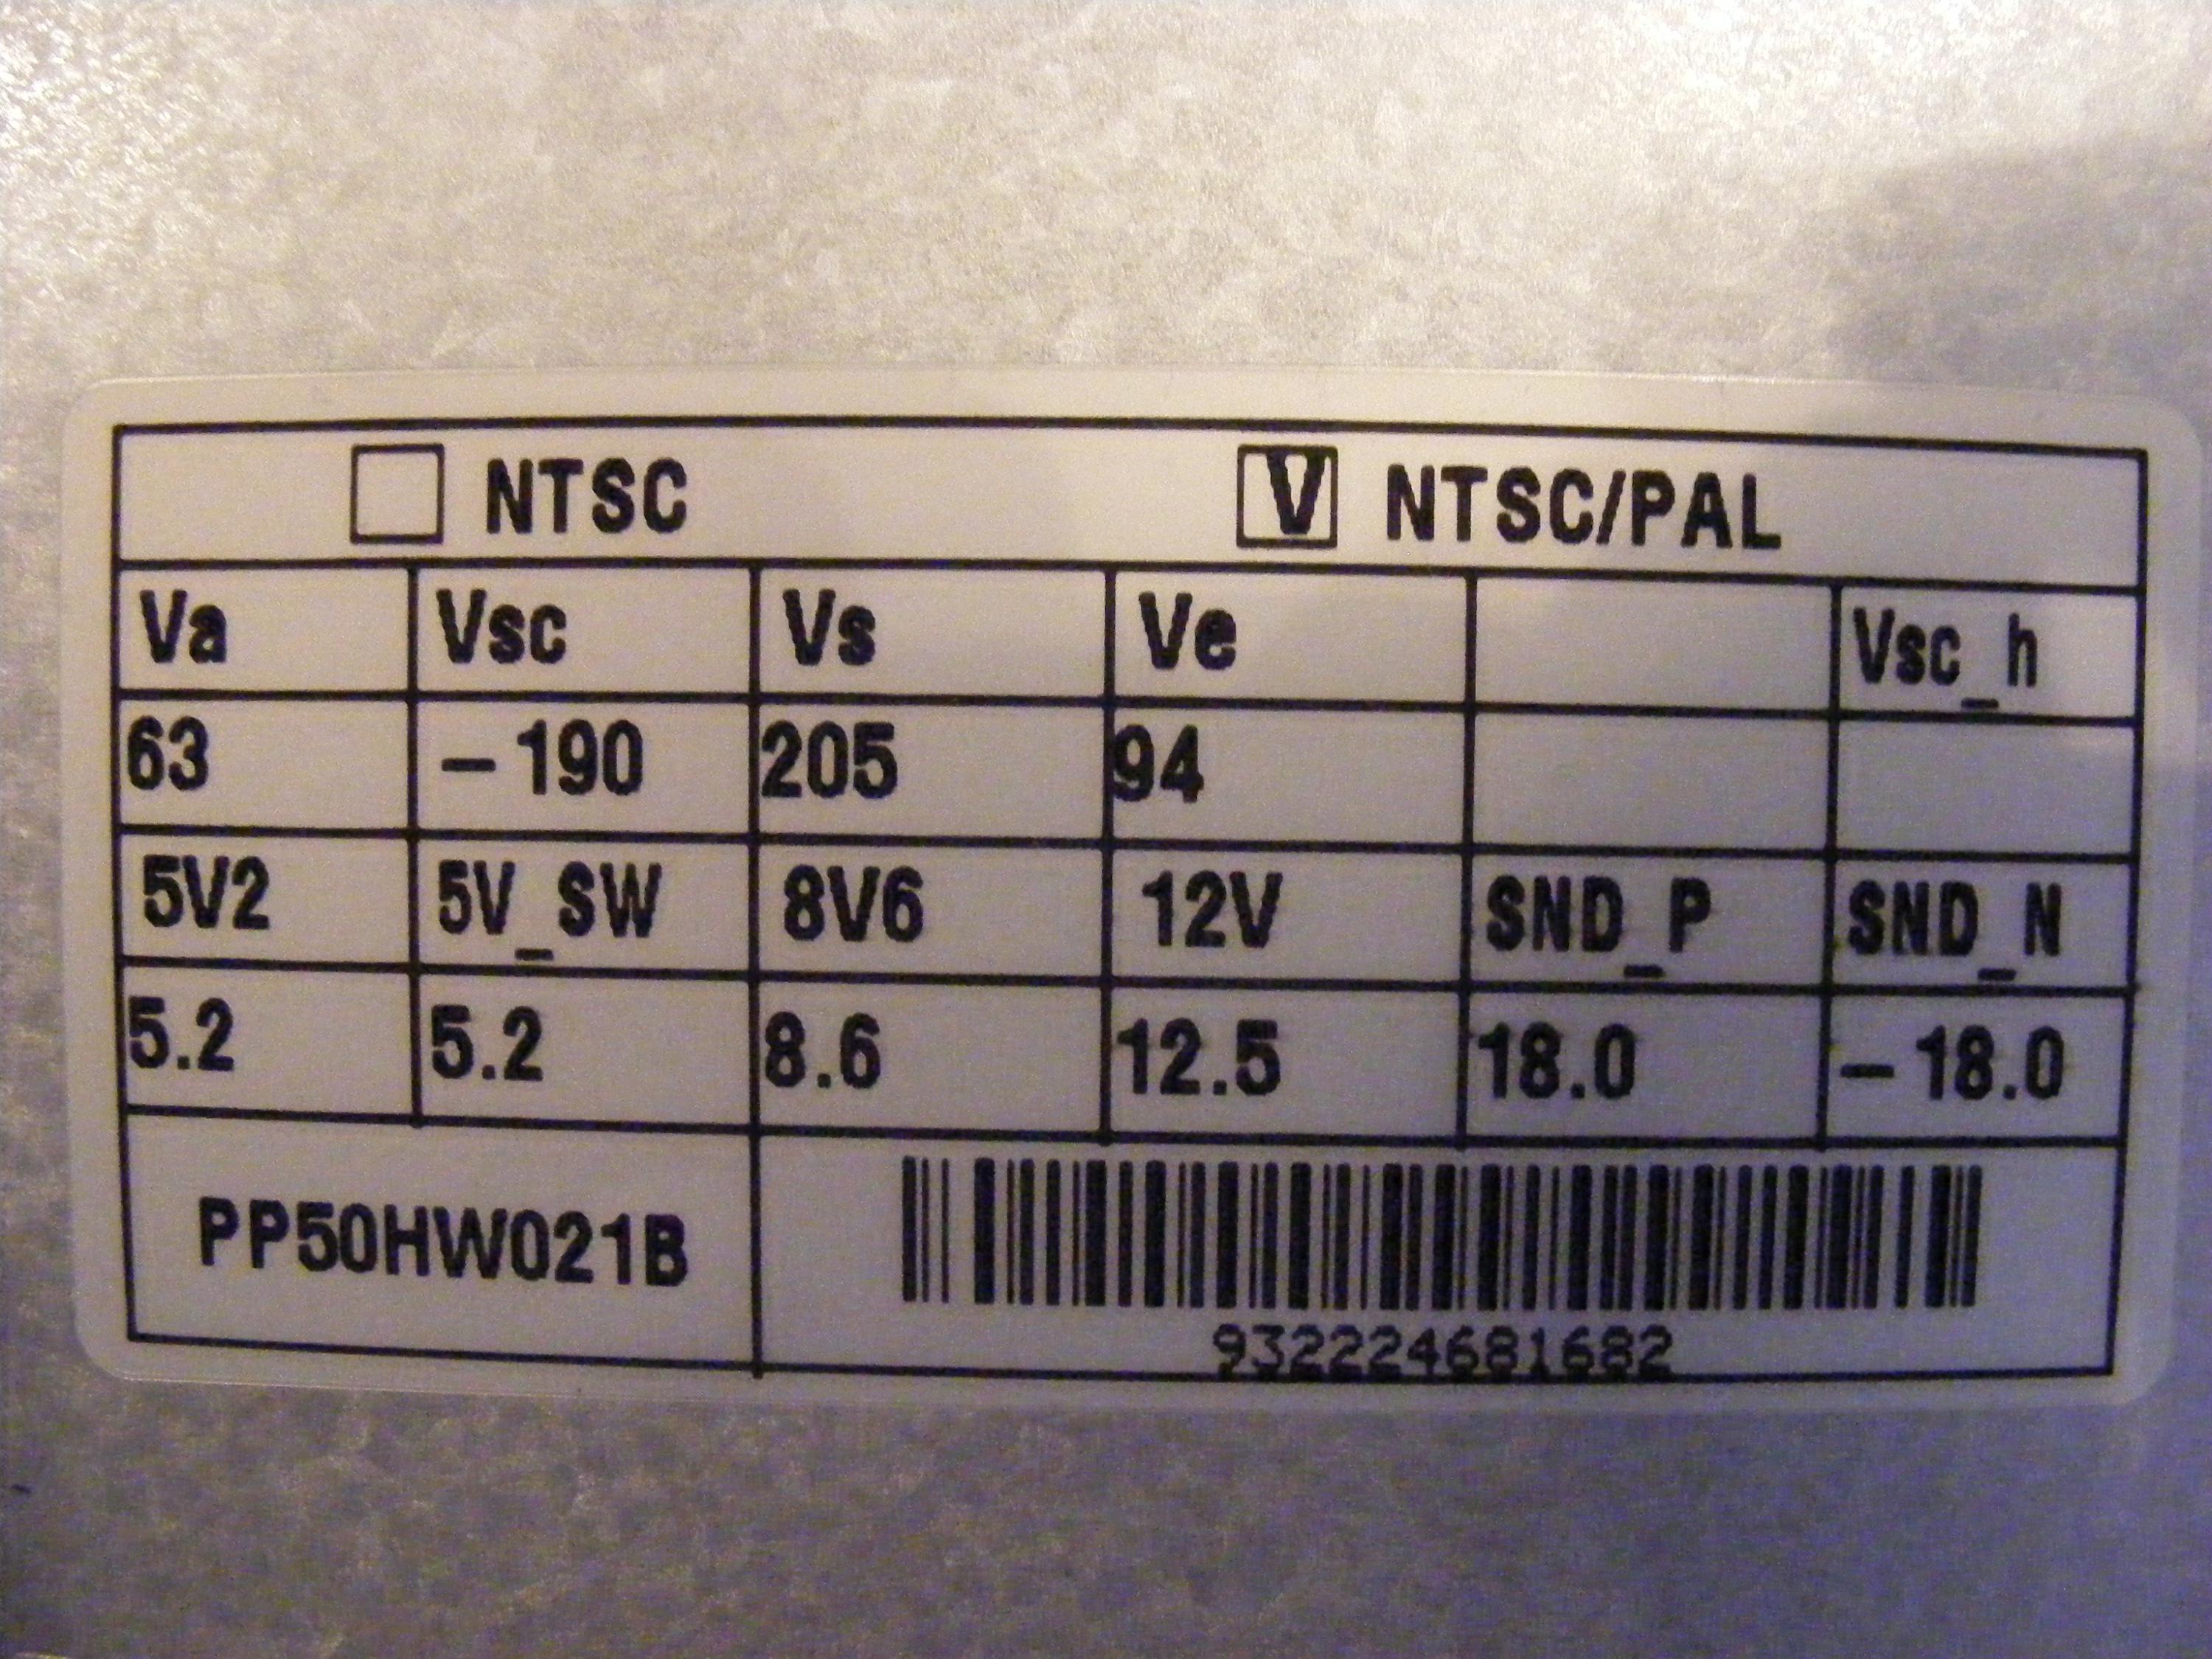 NTSC V NTSC/PAL
Va Vsc Vs Ve Vsc_h
63 -190 205 94
5V2 5V_SW 8V6 12V SND_P SND_N
5.2 5.2 8.6 12.5 18.0 -18.0
PP50HW021B
932224681682